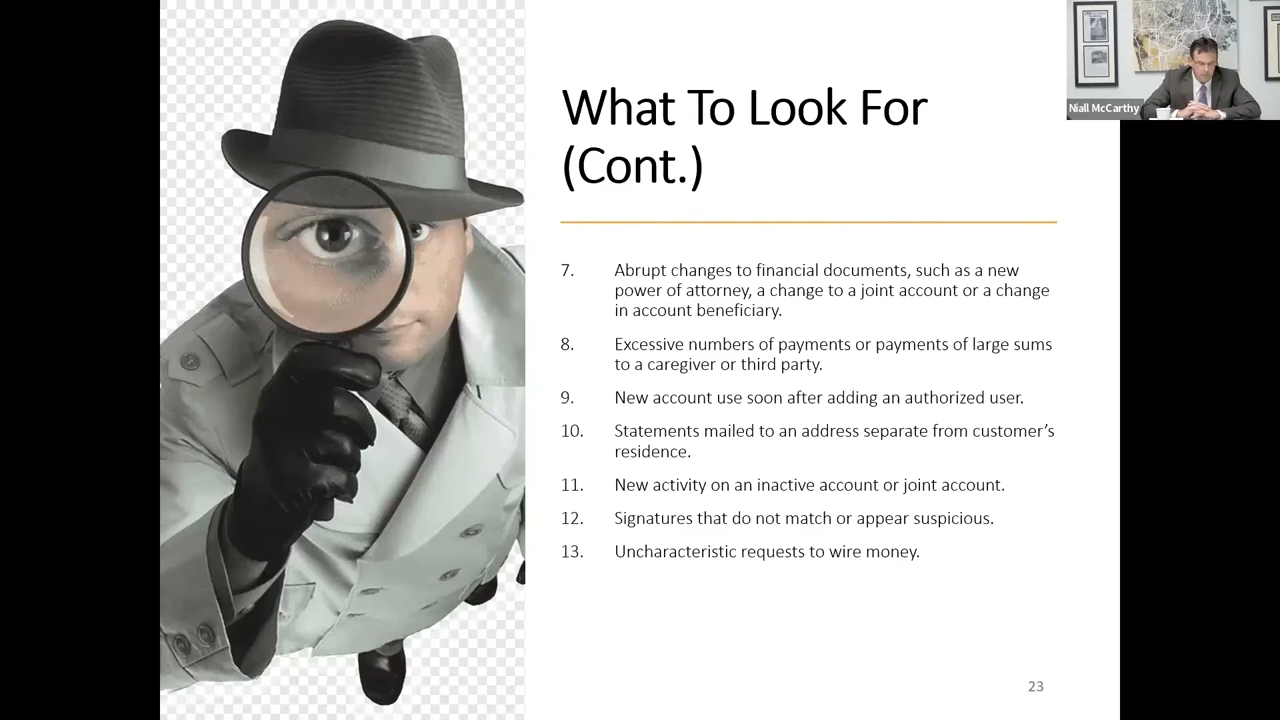 What To Look For
(Cont.)
7. Abrupt changes to financial documents, such as a new
power of attorney, a change to a joint account or a change
in account beneficiary.
8. Excessive numbers of payments or payments of large sums
to a caregiver or third party.
9. New account use soon after adding an authorized user.
10. Statements mailed to an address separate from customer’s
residence.
11. New activity on an inactive account or joint account.
12. Signatures that do not match or appear suspicious.
13. Uncharacteristic requests to wire money.
23
Niall McCarthy